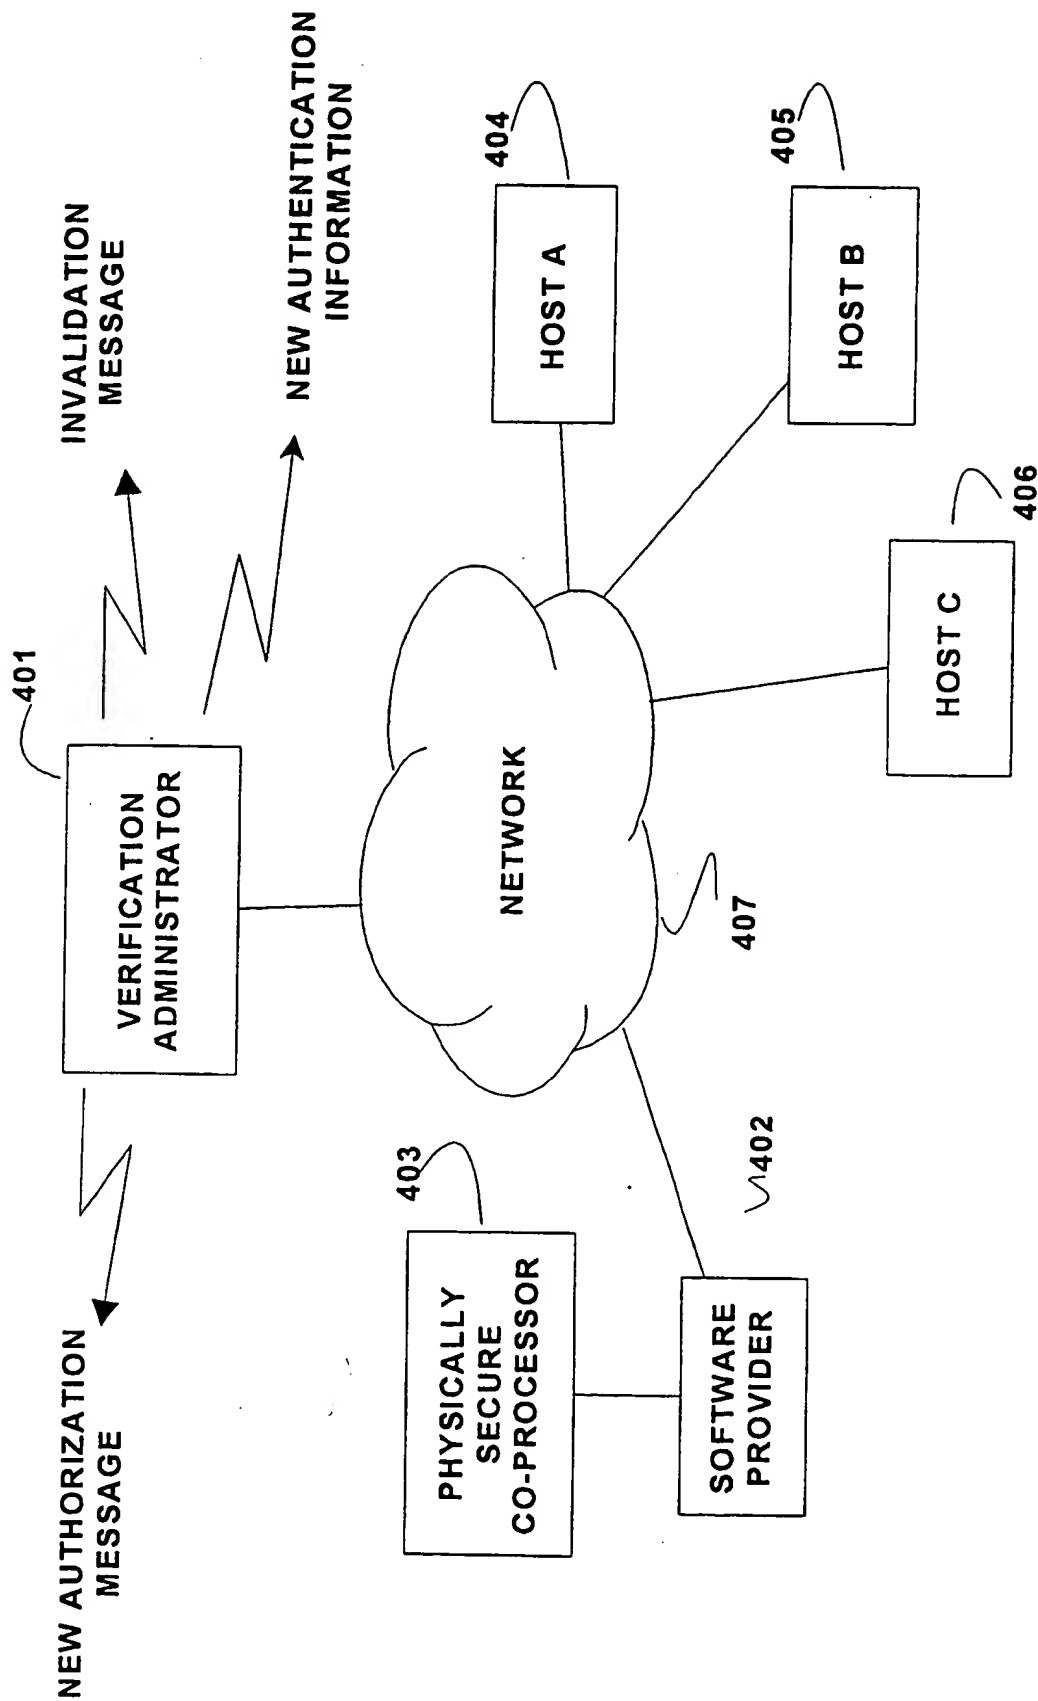 NEW AUTHORIZATION
MESSAGE
401
VERIFICATION
ADMINISTRATOR
INVALIDATION
MESSAGE
NEW AUTHENTICATION
INFORMATION
403
PHYSICALLY
SECURE
CO-PROCESSOR
NETWORK
407
404
HOST A
SOFTWARE
PROVIDER
402
405
HOST B
HOST C
406